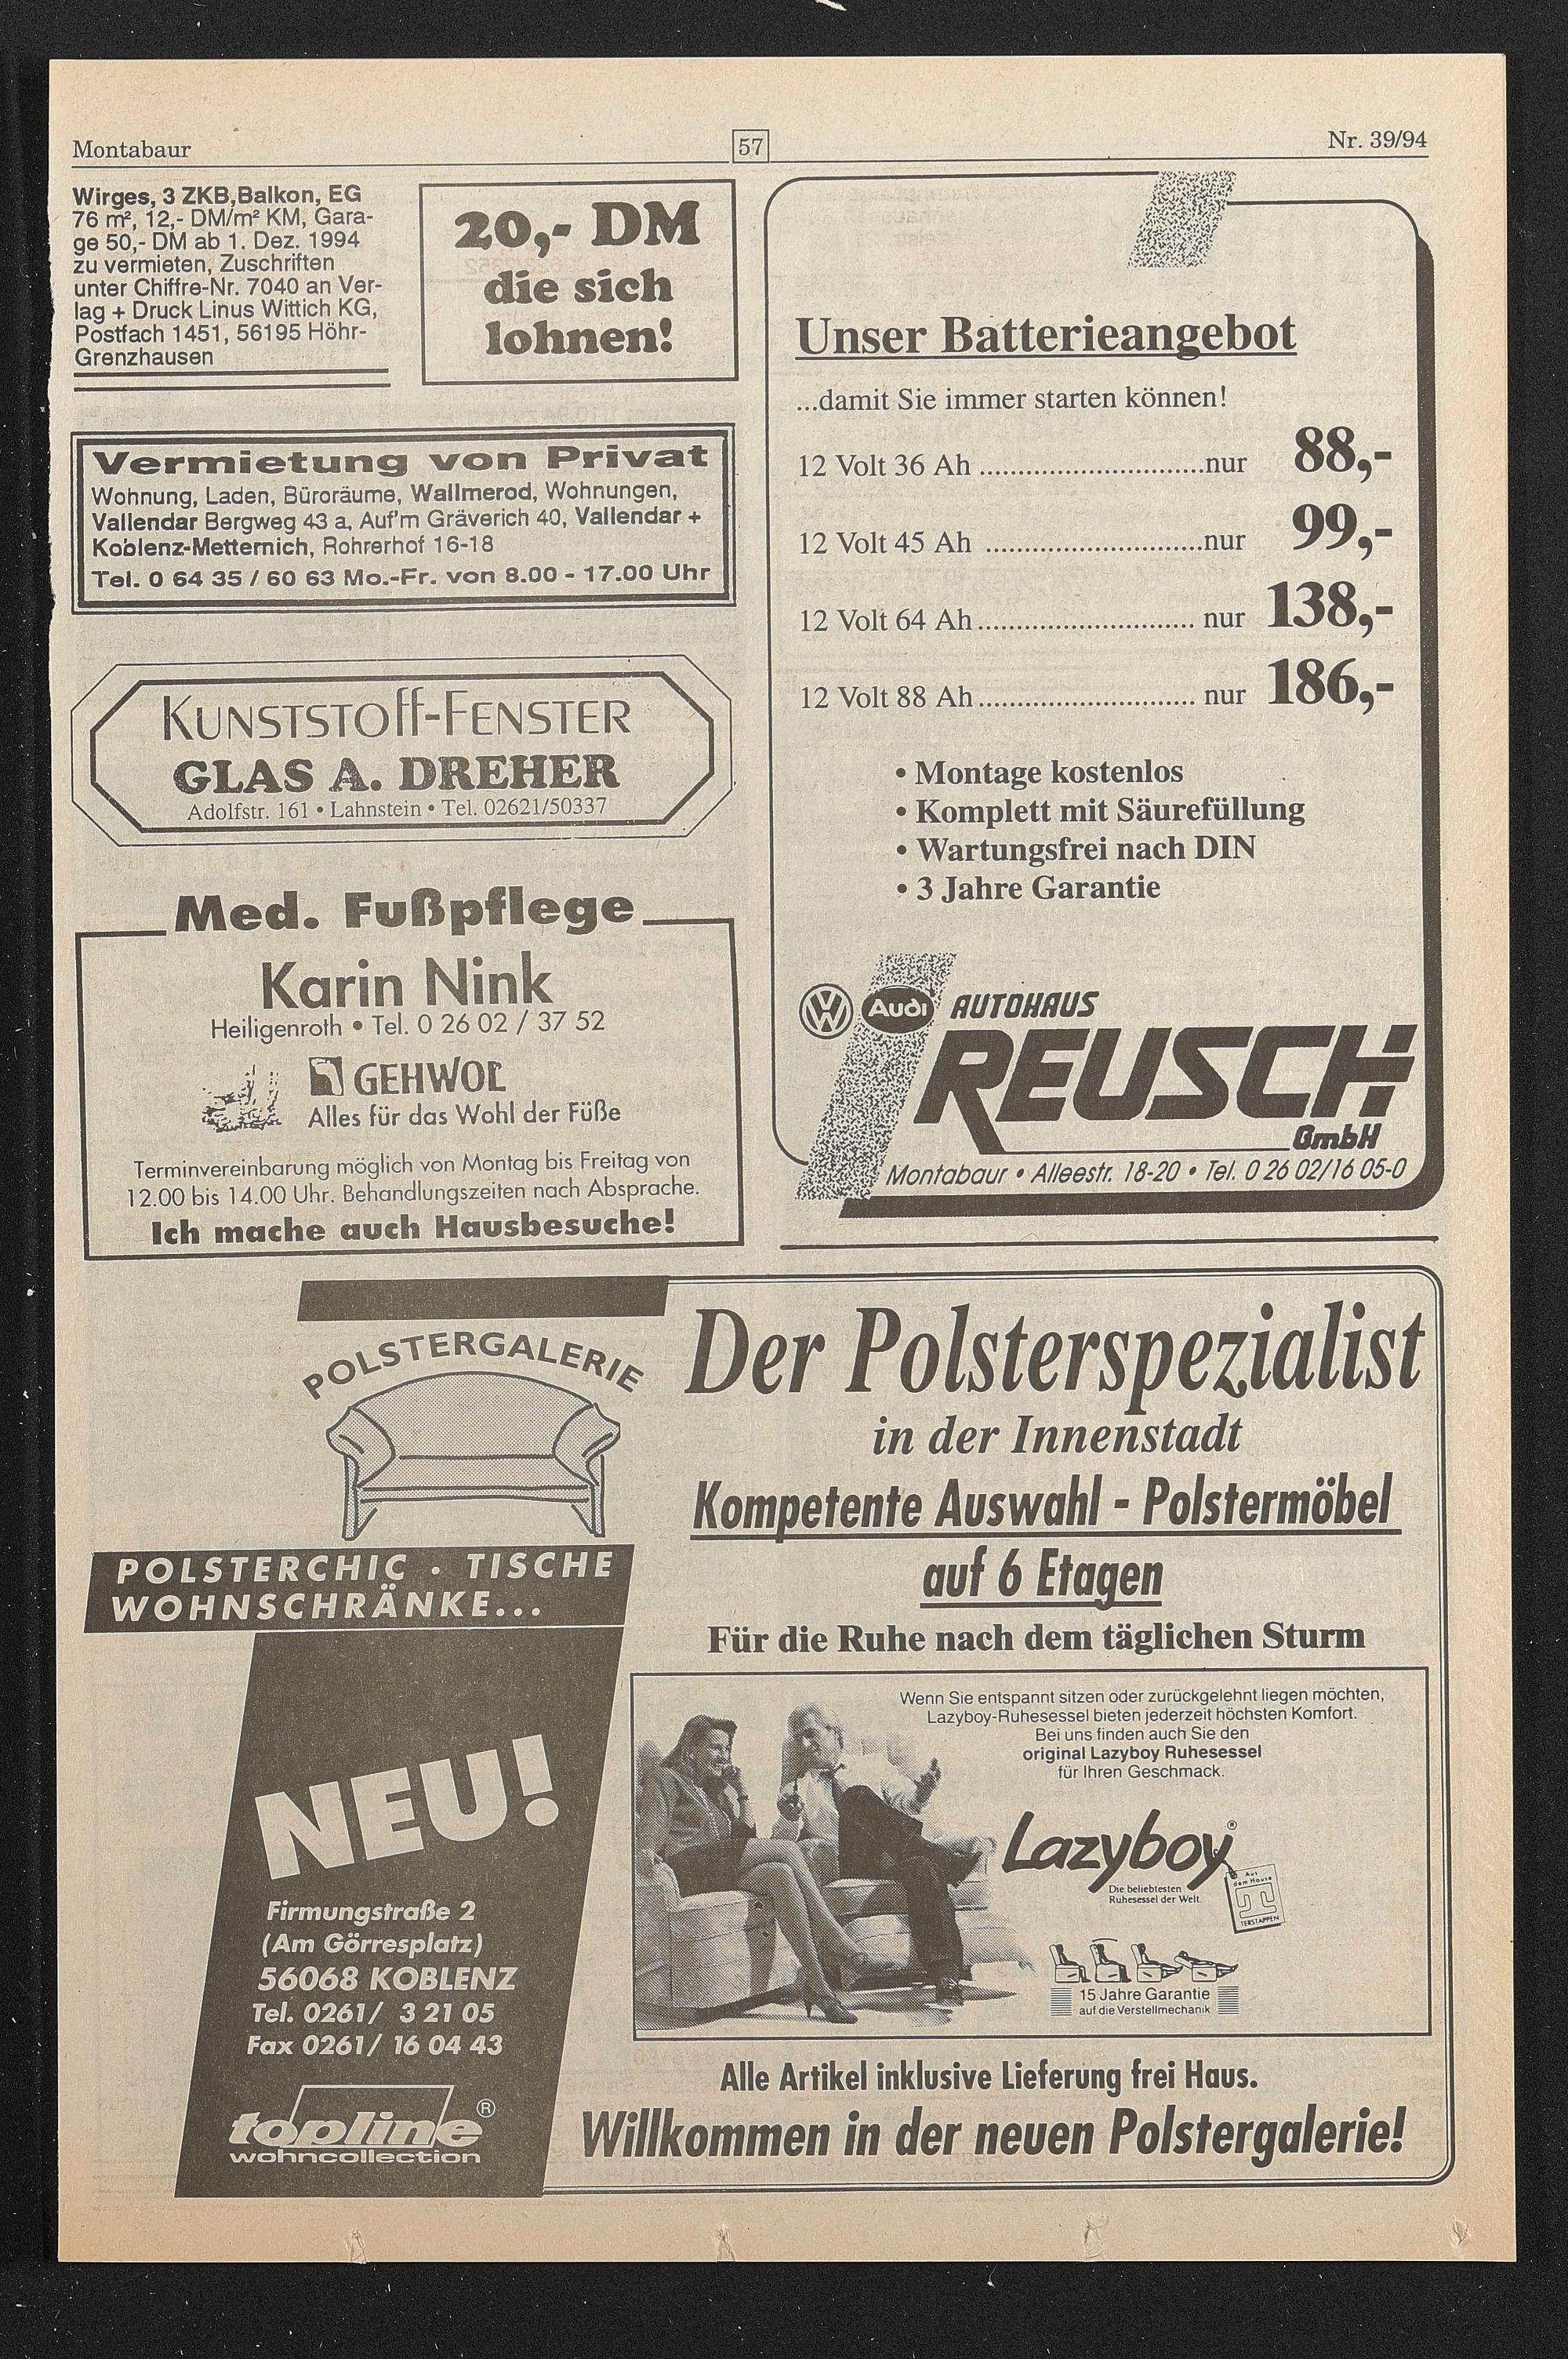 Montabaur
57
Nr. 39/94
Wirges, 3 ZKB,Balkon, EG
76 m², 12,- DM/m² KM, Gara-
ge 50,- DM ab 1. Dez. 1994
zu vermieten, Zuschriften
unter Chiffre-Nr. 7040 an Ver-
lag + Druck Linus Wittich KG,
Postfach 1451, 56195 Höhr-
Grenzhausen
20,- DM
die sich
lohnen!
Vermietung von Privat
Wohnung, Laden, Büroräume, Wallmerod, Wohnungen,
Vallendar Bergweg 43 a, Auf'm Gräverich 40, Vallendar +
Koblenz-Metternich, Rohrerhof 16-18
Tel. 0 64 35 / 60 63 Mo.-Fr. von 8.00 - 17.00 Uhr
KUNSTSTOff-FENSTER
GLAS A. DREHER
Adolfstr. 161 • Lahnstein • Tel. 02621/50337
Med. Fußpflege
Karin Nink
Heiligenroth • Tel. 0 26 02 / 37 52
GEHWOL
Alles für das Wohl der Füße
Terminvereinbarung möglich von Montag bis Freitag von
12.00 bis 14.00 Uhr. Behandlungszeiten nach Absprache.
Ich mache auch Hausbesuche!
Unser Batterieangebot
...damit Sie immer starten können!
12 Volt 36 Ah .............................nur 88,-
12 Volt 45 Ah ............................nur 99,-
12 Volt 64 Ah............................ nur 138,-
12 Volt 88 Ah............................ nur 186,-
• Montage kostenlos
• Komplett mit Säurefüllung
• Wartungsfrei nach DIN
• 3 Jahre Garantie
VW Audi AUTOHAUS
REUSCH
GmbH
Montabaur • Alleestr. 18-20 • Tel. 0 26 02/16 05-0
POLSTERGALERIE
POLSTERCHIC · TISCHE
WOHNSCHRÄNKE...
NEU!
Firmungstraße 2
(Am Görresplatz)
56068 KOBLENZ
Tel. 0261/ 3 21 05
Fax 0261/ 16 04 43
topline ®
wohncollection
Der Polsterspezialist
in der Innenstadt
Kompetente Auswahl - Polstermöbel
auf 6 Etagen
Für die Ruhe nach dem täglichen Sturm
Wenn Sie entspannt sitzen oder zurückgelehnt liegen möchten,
Lazyboy-Ruhesessel bieten jederzeit höchsten Komfort.
Bei uns finden auch Sie den
original Lazyboy Ruhesessel
für Ihren Geschmack.
Lazyboy®
Die beliebtesten
Ruhesessel der Welt.
Aus
dem Hause
TERSTAPPEN
15 Jahre Garantie
auf die Verstellmechanik
Alle Artikel inklusive Lieferung frei Haus.
Willkommen in der neuen Polstergalerie!